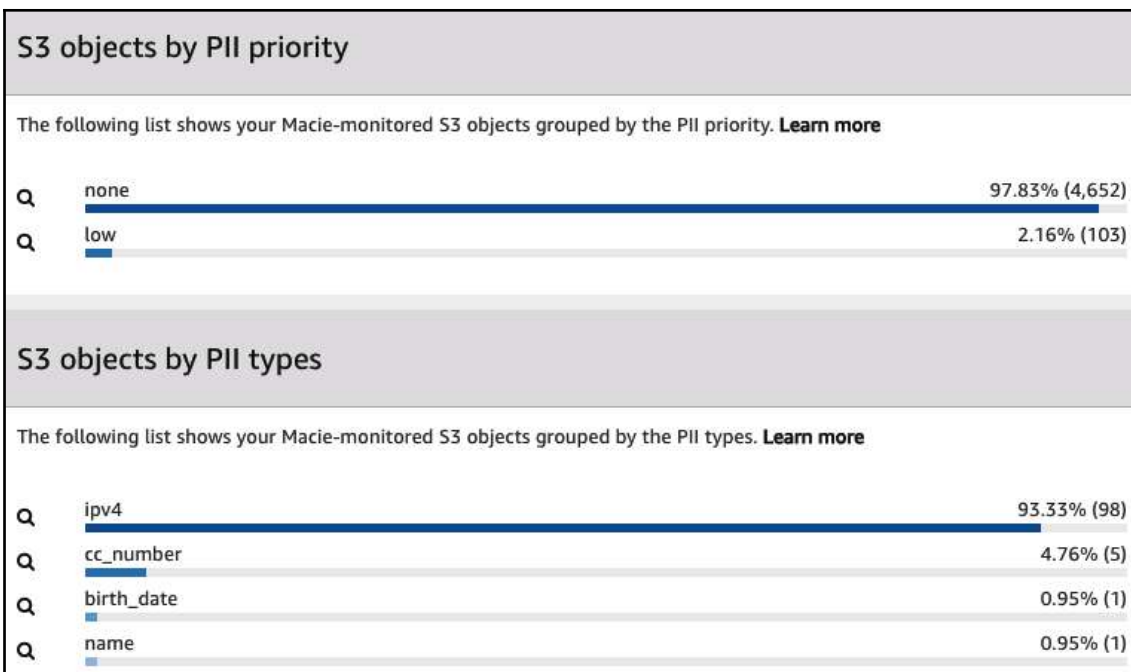 S3 objects by PII priority
The following list shows your Macie-monitored S3 objects grouped by the PII priority. Learn more
none 97.83% (4,652)
low 2.16% (103)
S3 objects by PII types
The following list shows your Macie-monitored S3 objects grouped by the PII types. Learn more
ipv4 93.33% (98)
cc_number 4.76% (5)
birth_date 0.95% (1)
name 0.95% (1)